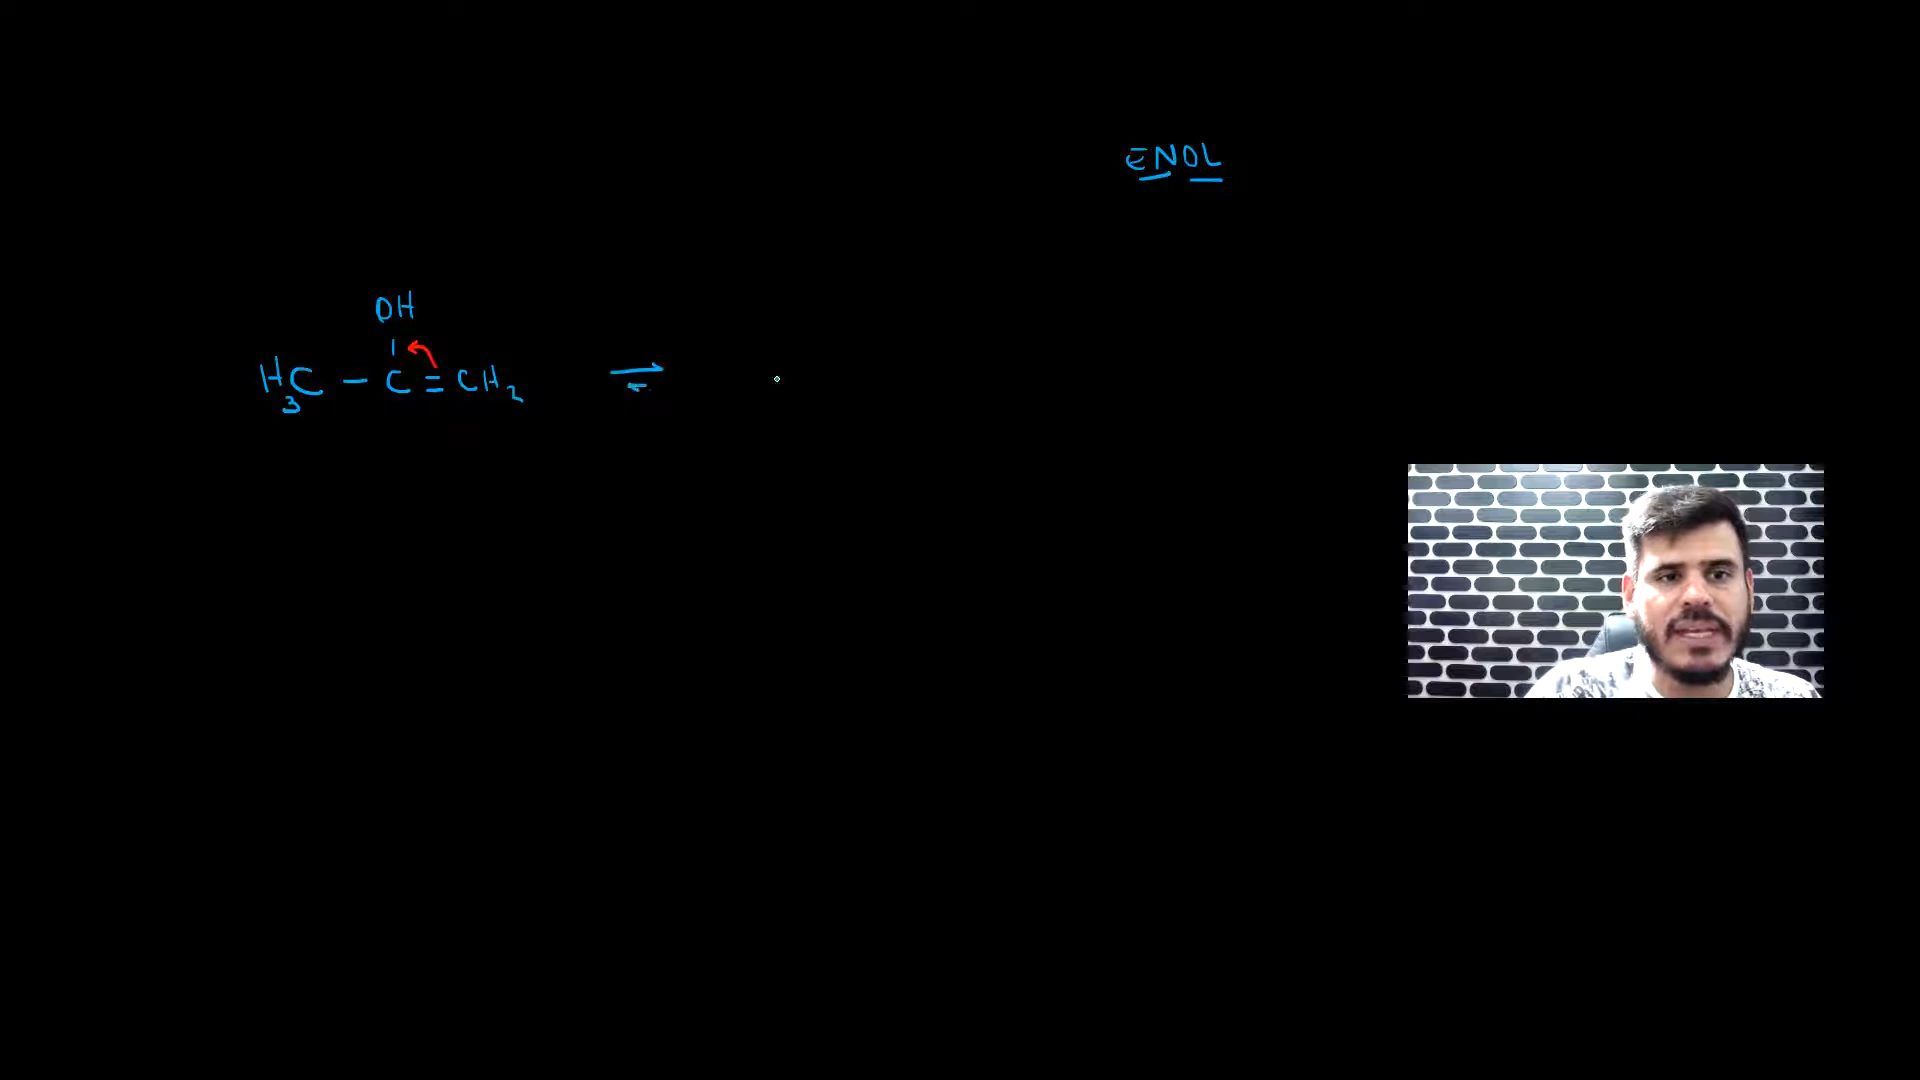 ENOL
OH
H3C - C = CH2 ⇌